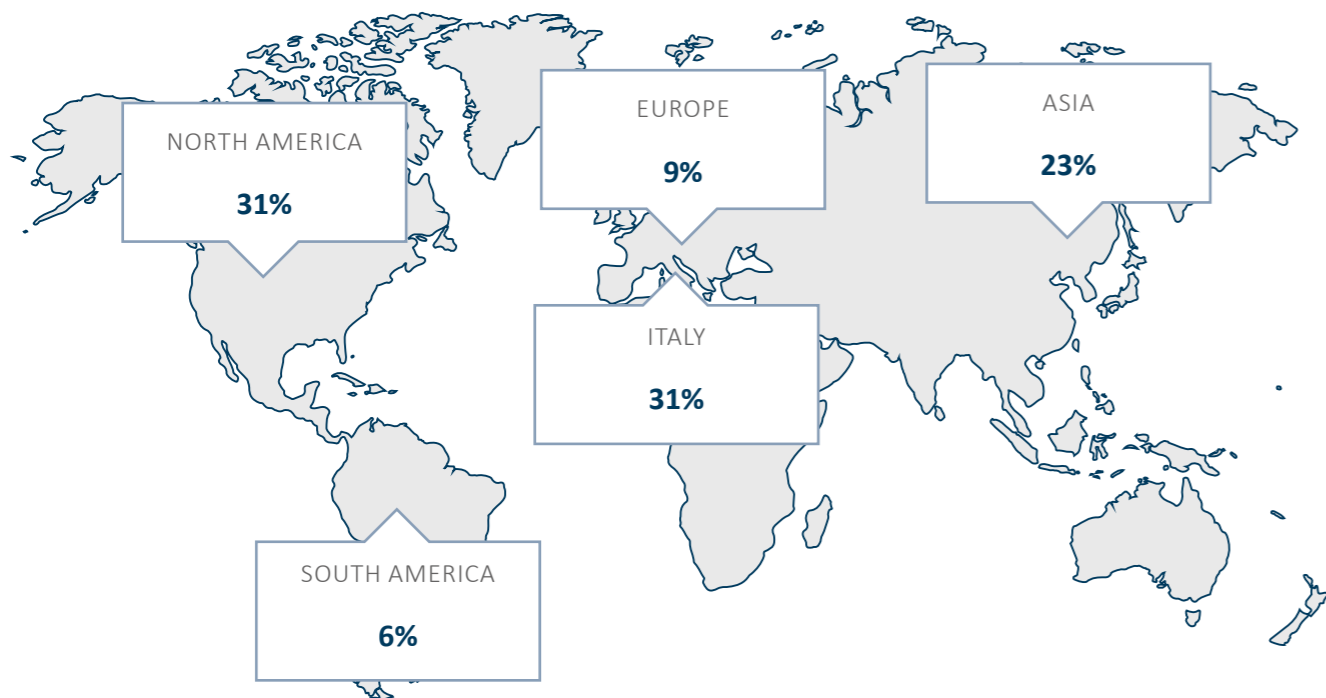 NORTH AMERICA
31%
EUROPE
9%
ASIA
23%
ITALY
31%
SOUTH AMERICA
6%